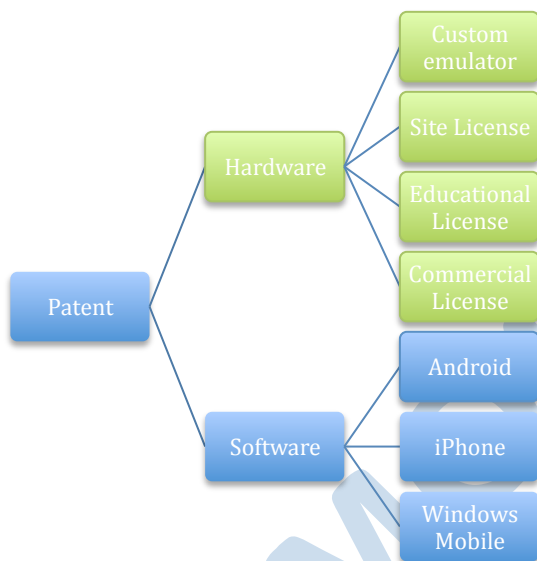 Custom
emulator
Site License
Hardware
Educational
License
Commercial
License
Patent
Android
Software
iPhone
Windows
Mobile